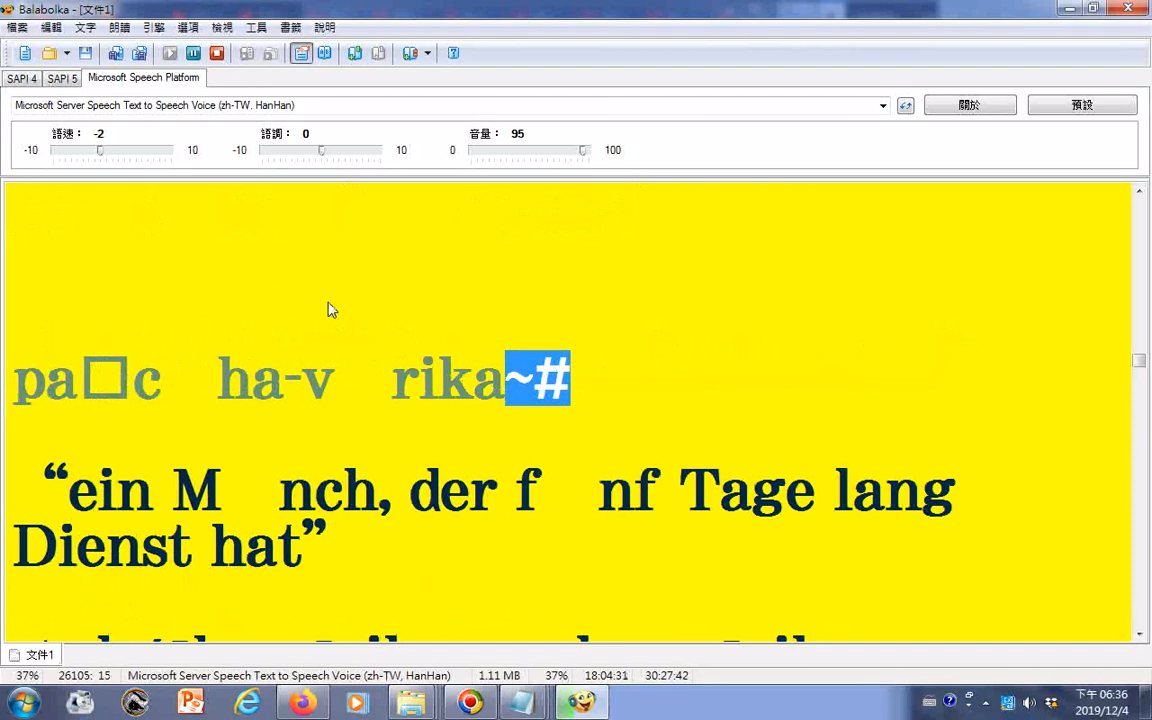 Balabolka - [文件1]
檔案 編輯 文字 朗讀 引擎 選項 檢視 工具 書籤 說明
SAPI 4 SAPI 5 Microsoft Speech Platform
Microsoft Server Speech Text to Speech Voice (zh-TW, HanHan) 關於 預設
語速： -2 語調： 0 音量： 95
-10 10 -10 10 0 100
pa□c ha-v rika~#
“ein M nch, der f nf Tage lang
Dienst hat”
文件1
37% 26105: 15 Microsoft Server Speech Text to Speech Voice (zh-TW, HanHan) 1.11 MB 37% 18:04:31 30:27:42
下午 06:36
2019/12/4